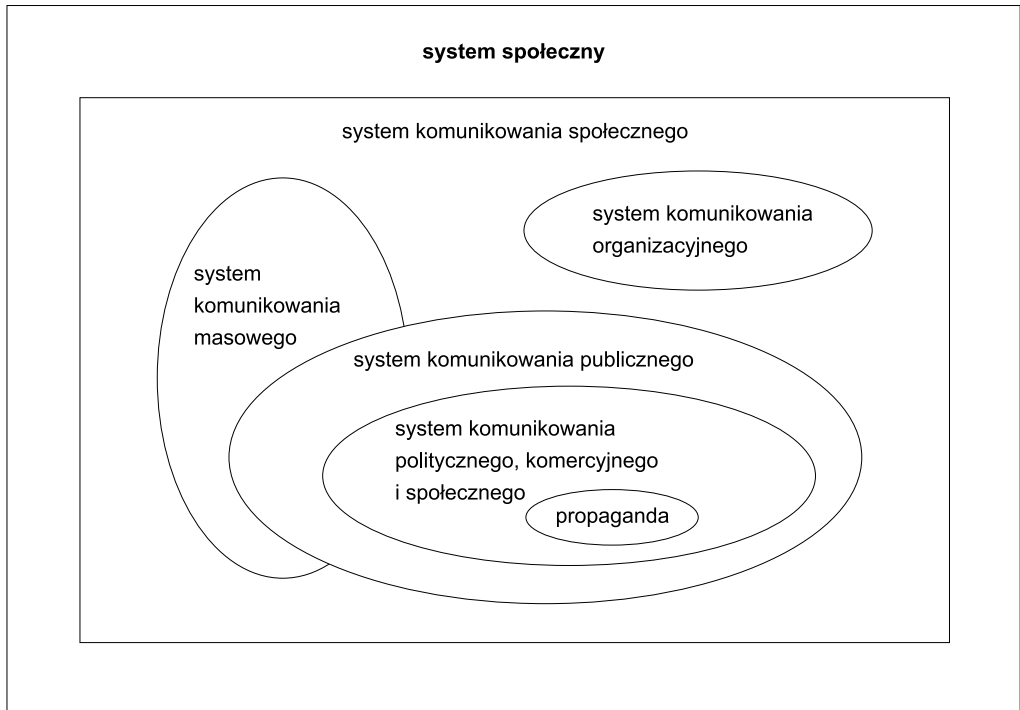 system społeczny
system komunikowania społecznego
system komunikowania
organizacyjnego
system
komunikowania
masowego
system komunikowania publicznego
system komunikowania
politycznego, komercyjnego
i społecznego
propaganda